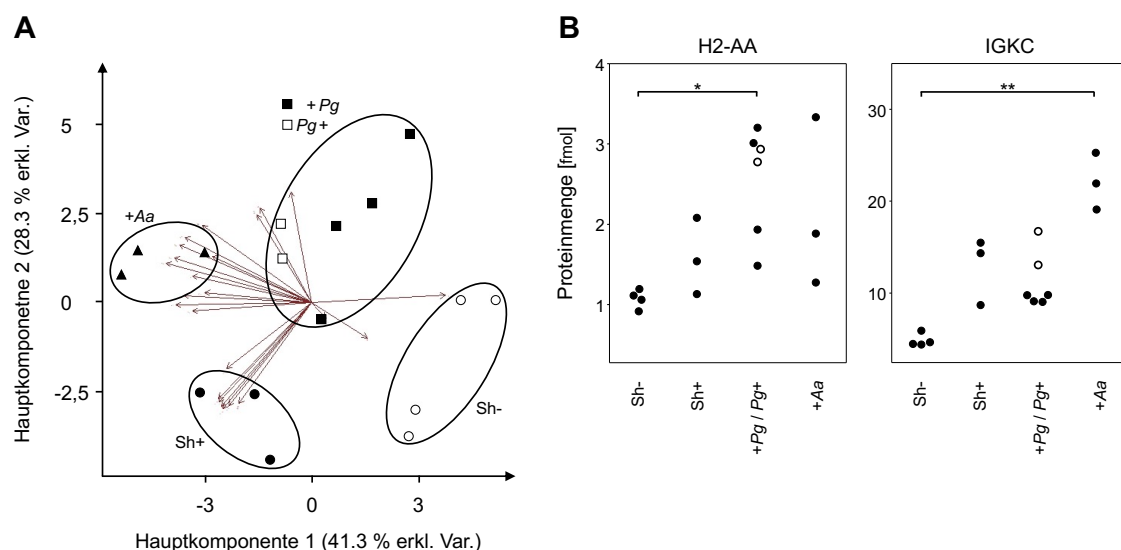 A
Hauptkomponetne 2 (28.3 % erkl. Var.)
5
2,5
0
-2,5
+ Pg
Pg +
+Aa
Sh+
Sh-
-3
0
3
Hauptkomponente 1 (41.3 % erkl. Var.)
B
H2-AA
Proteinmenge [fmol]
4
3
2
1
*
Sh-
Sh+
+Pg / Pg+
+Aa
IGKC
30
20
10
**
Sh-
Sh+
+Pg / Pg+
+Aa